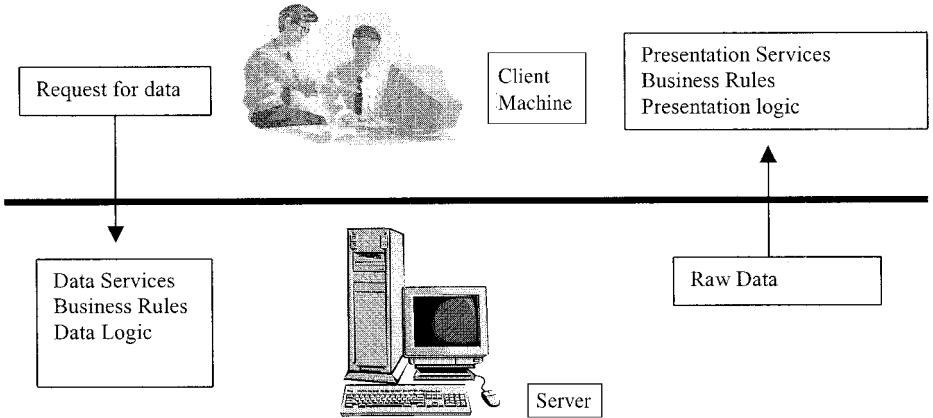 Request for data
Client
Machine
Presentation Services
Business Rules
Presentation logic
Data Services
Business Rules
Data Logic
Raw Data
Server